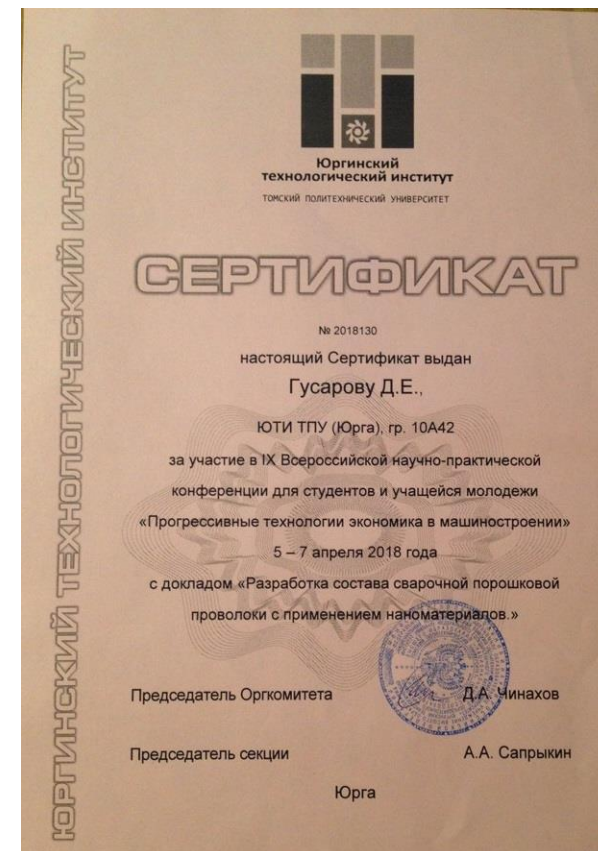 ЮРГИНСКИЙ ТЕХНОЛОГИЧЕСКИЙ ИНСТИТУТ
Юргинский
технологический институт
ТОМСКИЙ ПОЛИТЕХНИЧЕСКИЙ УНИВЕРСИТЕТ
СЕРТИФИКАТ
№ 2018130
настоящий Сертификат выдан
Гусарову Д.Е.,
ЮТИ ТПУ (Юрга), гр. 10А42
за участие в IX Всероссийской научно-практической
конференции для студентов и учащейся молодежи
«Прогрессивные технологии экономика в машиностроении»
5 – 7 апреля 2018 года
с докладом «Разработка состава сварочной порошковой
проволоки с применением наноматериалов.»
Председатель Оргкомитета Д.А. Чинахов
Председатель секции А.А. Сапрыкин
Юрга